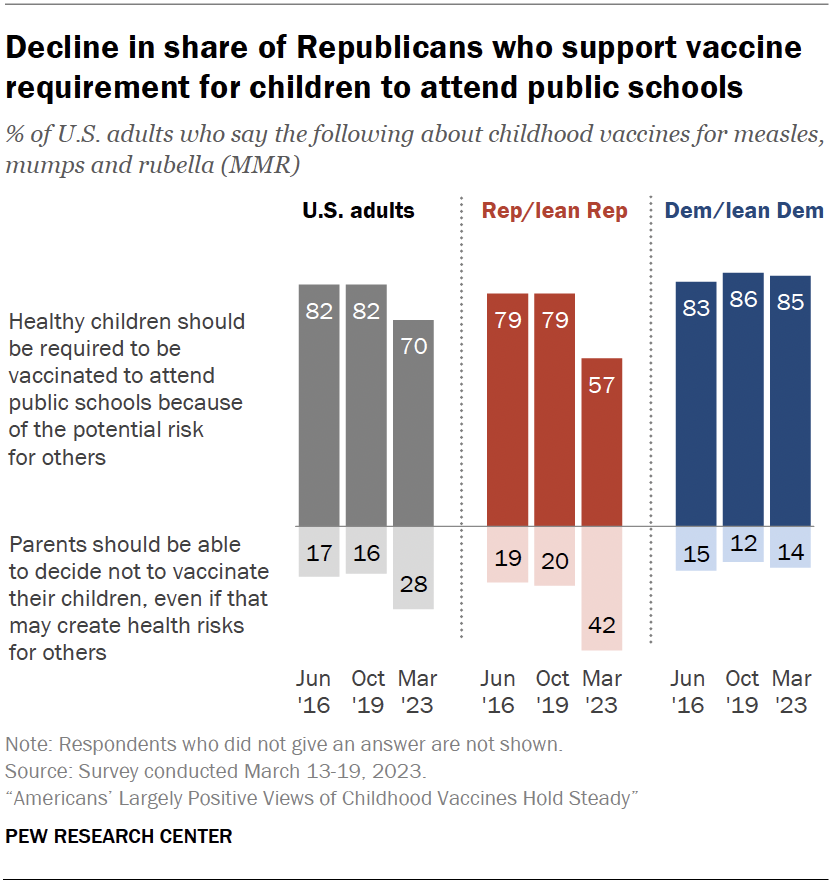 Decline in share of Republicans who support vaccine
requirement for children to attend public schools
% of U.S. adults who say the following about childhood vaccines for measles,
mumps and rubella (MMR)
U.S. adults
Rep/lean Rep
Dem/lean Dem
Healthy children should
be required to be
vaccinated to attend
public schools because
of the potential risk
for others
82 82 70
79 79 57
83 86 85
Parents should be able
to decide not to vaccinate
their children, even if that
may create health risks
for others
17 16 28
19 20 42
15 12 14
Jun Oct Mar Jun Oct Mar Jun Oct Mar
'16 '19 '23 '16 '19 '23 '16 '19 '23
Note: Respondents who did not give an answer are not shown.
Source: Survey conducted March 13-19, 2023.
“Americans’ Largely Positive Views of Childhood Vaccines Hold Steady”
PEW RESEARCH CENTER